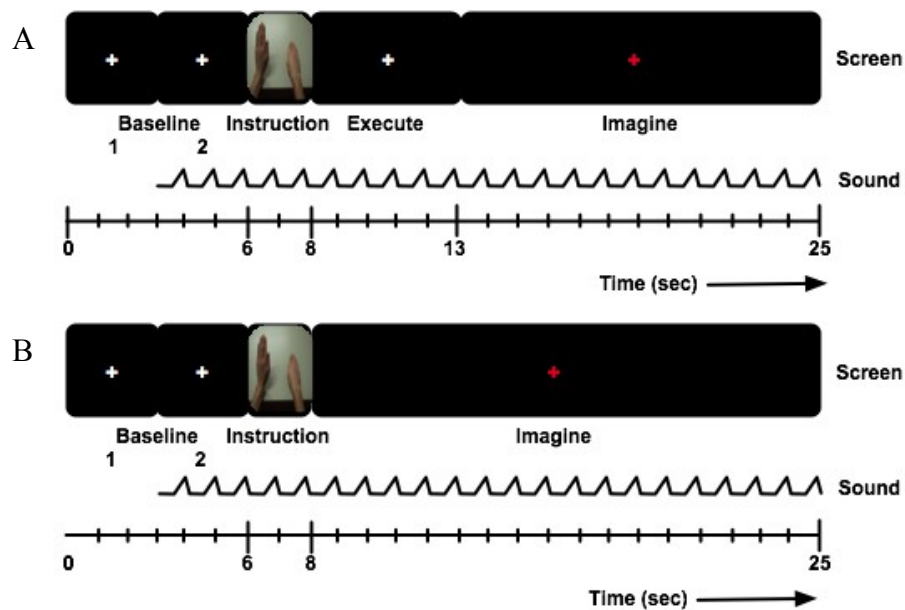 A
Screen
Baseline Instruction Execute Imagine
1 2
Sound
0 6 8 13 25
Time (sec)
B
Screen
Baseline Instruction Imagine
1 2
Sound
0 6 8 25
Time (sec)